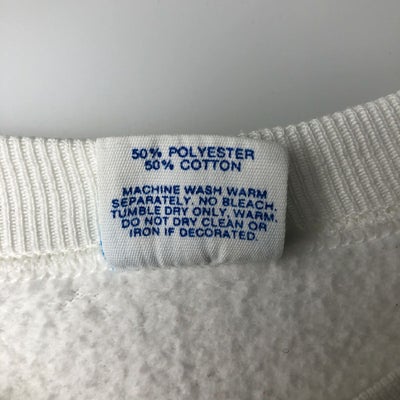 50% POLYESTER
50% COTTON
MACHINE WASH WARM
SEPARATELY. NO BLEACH.
TUMBLE DRY ONLY, WARM.
DO NOT DRY CLEAN OR
IRON IF DECORATED.